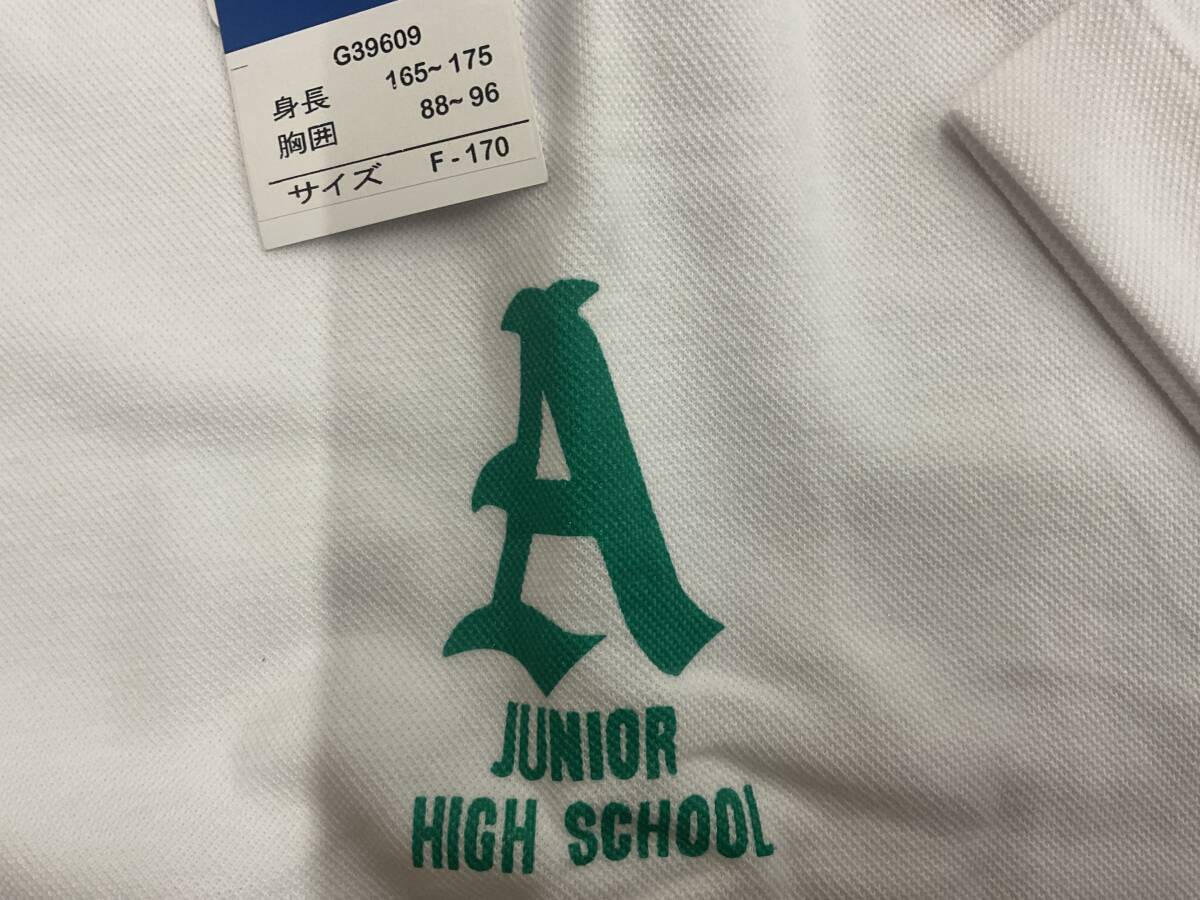 G39609
身長 165~175
胸囲 88~96
サイズ F-170
A
JUNIOR
HIGH SCHOOL